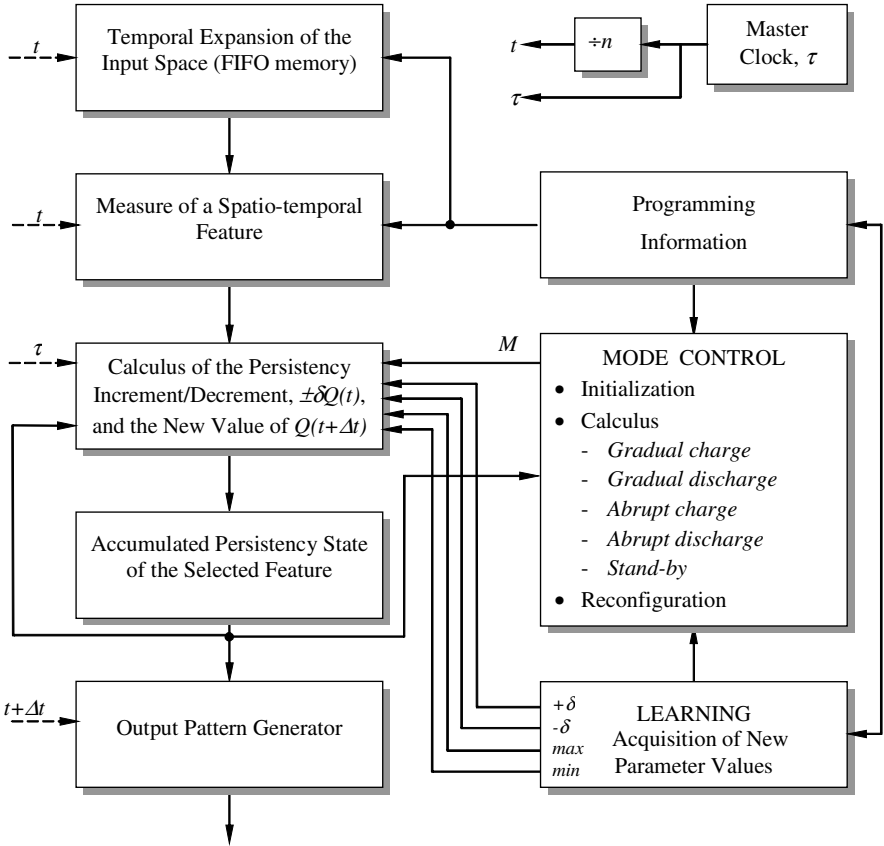 t
Temporal Expansion of the
Input Space (FIFO memory)
t
÷n
Master
Clock, τ
τ
t
Measure of a Spatio-temporal
Feature
Programming
Information
τ
Calculus of the Persistency
Increment/Decrement, ±δQ(t),
and the New Value of Q(t+Δt)
M
MODE CONTROL
• Initialization
• Calculus
- Gradual charge
- Gradual discharge
- Abrupt charge
- Abrupt discharge
- Stand-by
• Reconfiguration
Accumulated Persistency State
of the Selected Feature
t+Δt
Output Pattern Generator
+δ
-δ
max
min
LEARNING
Acquisition of New
Parameter Values